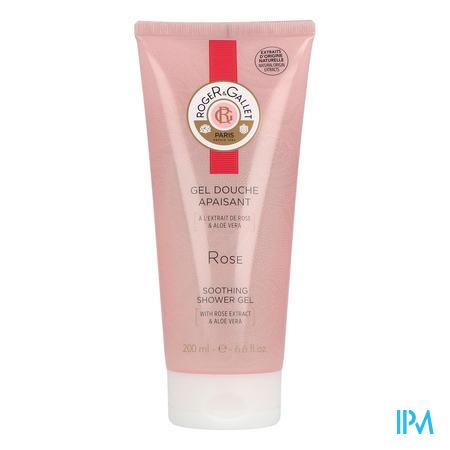 EXTRAITS
D'ORIGINE
NATURELLE
NATURAL ORIGIN
EXTRACTS
ROGER & GALLET
RG
PARIS
GEL DOUCHE
APAISANT
À L'EXTRAIT DE ROSE
& ALOE VERA
ROSE
SOOTHING
SHOWER GEL
WITH ROSE EXTRACT
& ALOE VERA
200 ml - ℮ - 6.6 fl.oz.
IPM